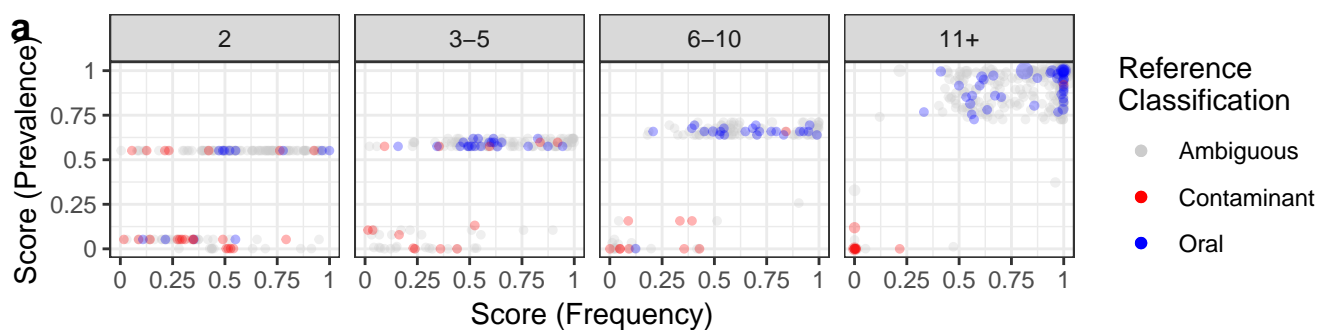 a
2 3–5 6–10 11+
Score (Prevalence)
1
0.75
0.5
0.25
0
0 0.25 0.5 0.75 1 0 0.25 0.5 0.75 1 0 0.25 0.5 0.75 1 0 0.25 0.5 0.75 1
Score (Frequency)
Reference
Classification
Ambiguous
Contaminant
Oral